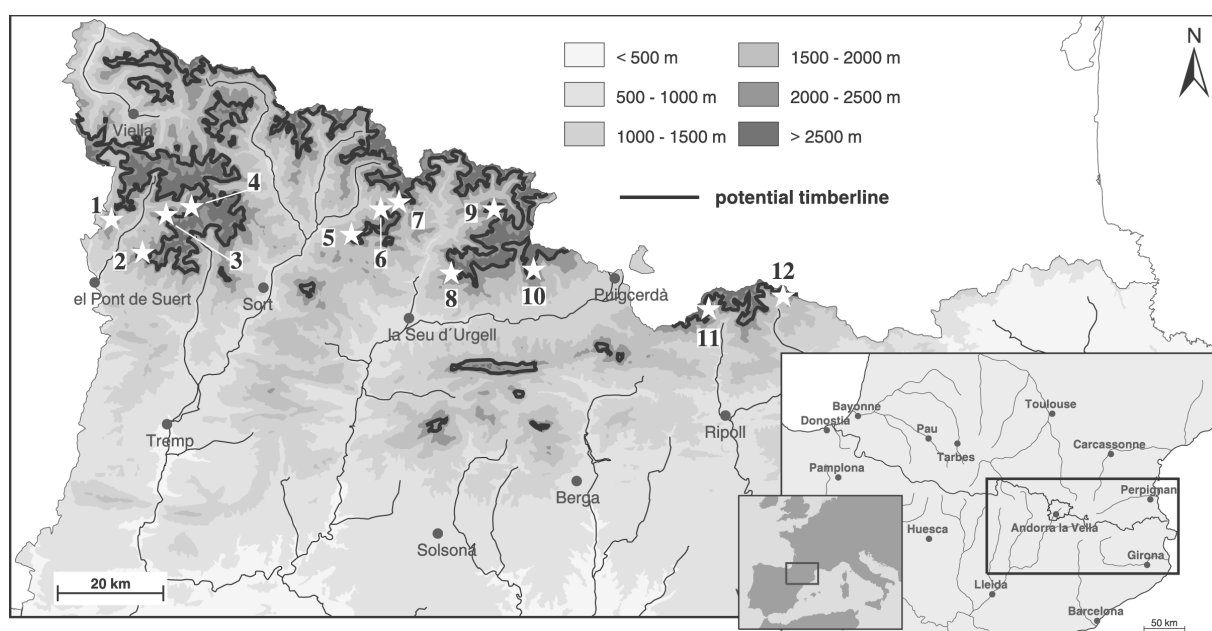 N
< 500 m
500 - 1000 m
1000 - 1500 m
1500 - 2000 m
2000 - 2500 m
> 2500 m
potential timberline
Viella
1
2
3
4
5
6
7
8
9
10
11
12
el Pont de Suert
Sort
la Seu d´Urgell
Puigcerdà
Tremp
Ripoll
Berga
Solsona
20 km
Bayonne
Donostia
Pau
Tarbes
Toulouse
Carcassonne
Pamplona
Perpignan
Huesca
Andorra la Vella
Girona
Lleida
Barcelona
50 km